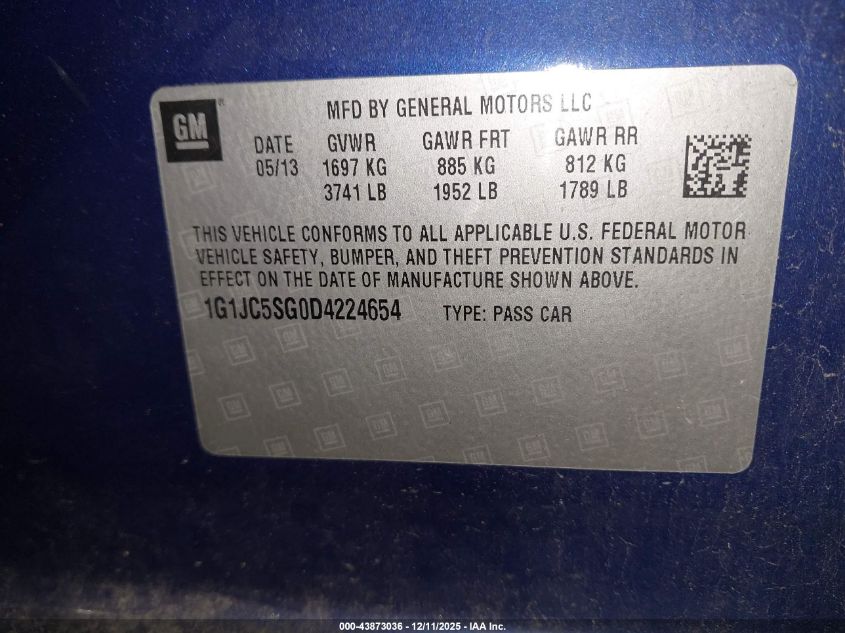 GM®
MFD BY GENERAL MOTORS LLC
DATE GVWR GAWR FRT GAWR RR
05/13 1697 KG 885 KG 812 KG
3741 LB 1952 LB 1789 LB
THIS VEHICLE CONFORMS TO ALL APPLICABLE U.S. FEDERAL MOTOR
VEHICLE SAFETY, BUMPER, AND THEFT PREVENTION STANDARDS IN
EFFECT ON THE DATE OF MANUFACTURE SHOWN ABOVE.
1G1JC5SG0D4224654 TYPE: PASS CAR
000-43873036 - 12/11/2025 - IAA Inc.